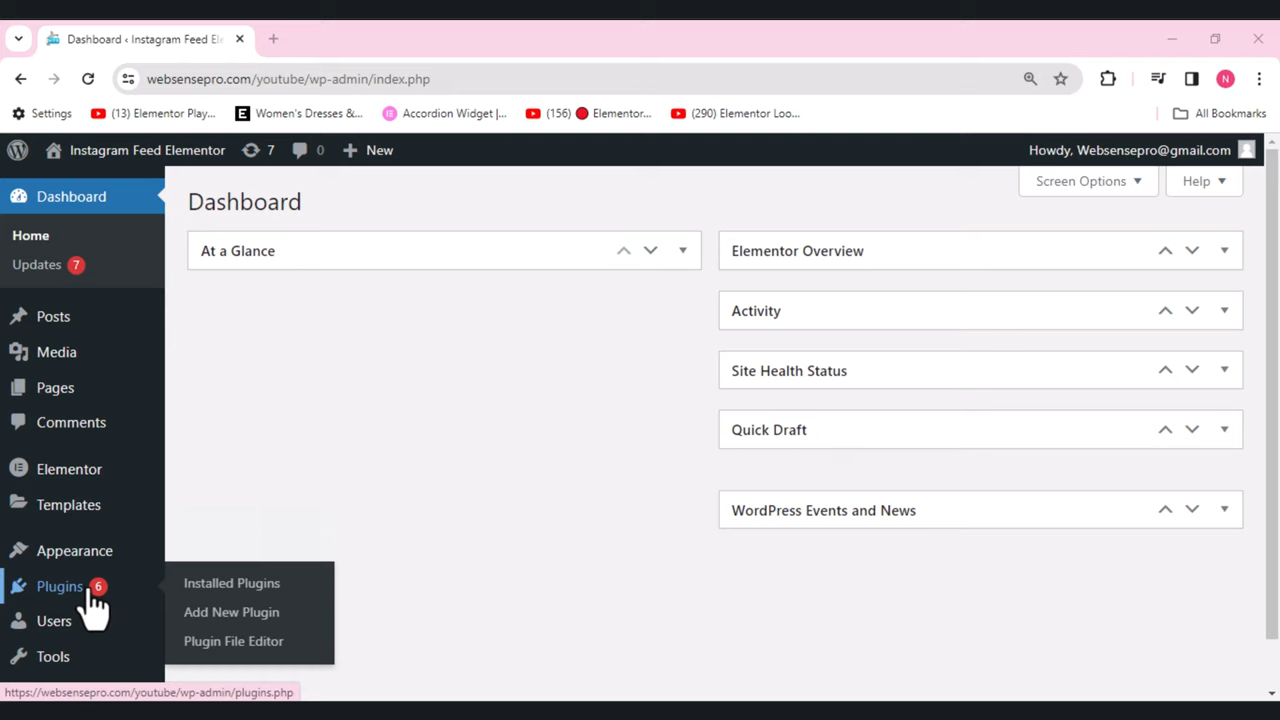 Dashboard ‹ Instagram Feed Ele
websensepro.com/youtube/wp-admin/index.php
N
Settings
(13) Elementor Play...
Women's Dresses &...
Accordion Widget |...
(156) 🔴 Elementor...
(290) Elementor Loo...
All Bookmarks
Instagram Feed Elementor
7
0
New
Howdy, Websensepro@gmail.com
Screen Options
Help
Dashboard
Home
Updates 7
Posts
Media
Pages
Comments
Elementor
Templates
Appearance
Plugins 6
Users
Tools
Installed Plugins
Add New Plugin
Plugin File Editor
Dashboard
At a Glance
Elementor Overview
Activity
Site Health Status
Quick Draft
WordPress Events and News
https://websensepro.com/youtube/wp-admin/plugins.php